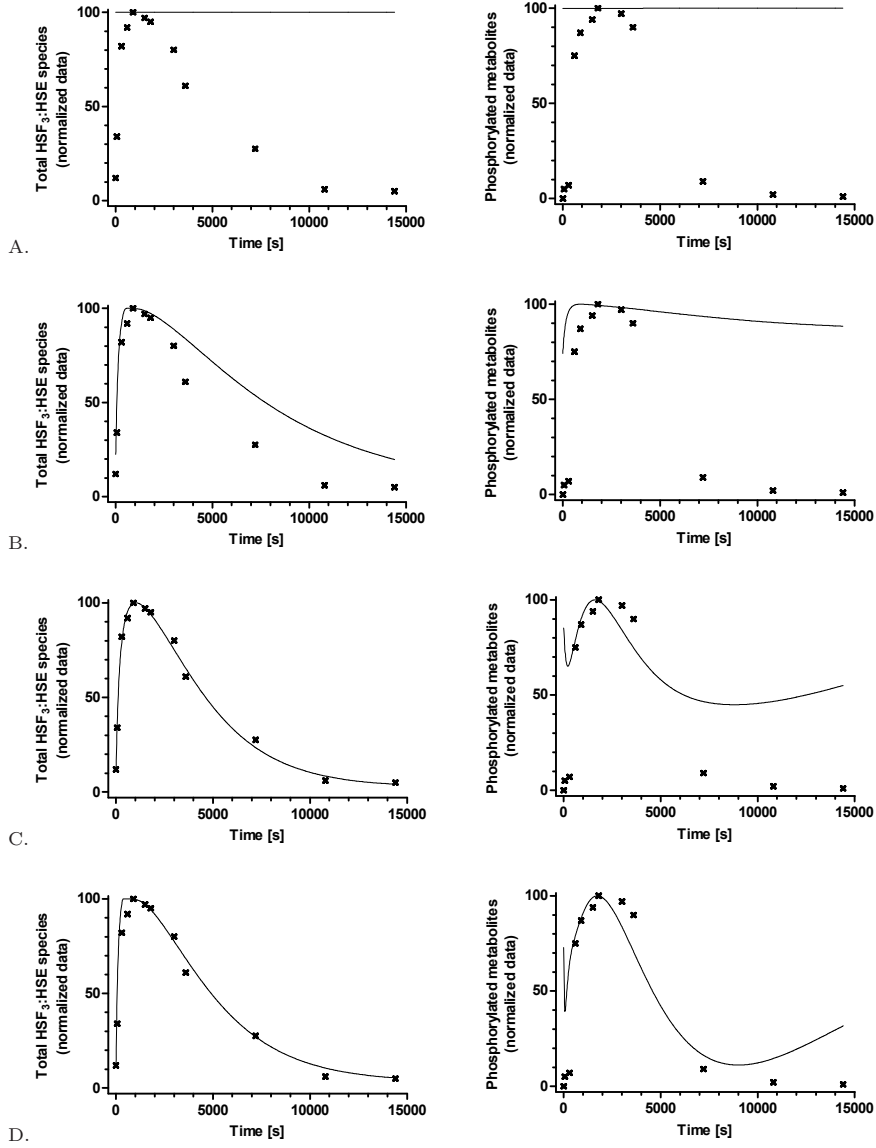 Total HSF3:HSE species
(normalized data)
100
50
0
0
5000
10000
15000
Time [s]
Phosphorylated metabolites
(normalized data)
100
50
0
0
5000
10000
15000
Time [s]
A.
Total HSF3:HSE species
(normalized data)
100
50
0
0
5000
10000
15000
Time [s]
Phosphorylated metabolites
(normalized data)
100
50
0
0
5000
10000
15000
Time [s]
B.
Total HSF3:HSE species
(normalized data)
100
50
0
0
5000
10000
15000
Time [s]
Phosphorylated metabolites
(normalized data)
100
50
0
0
5000
10000
15000
Time [s]
C.
Total HSF3:HSE species
(normalized data)
100
50
0
0
5000
10000
15000
Time [s]
Phosphorylated metabolites
(normalized data)
100
50
0
0
5000
10000
15000
Time [s]
D.